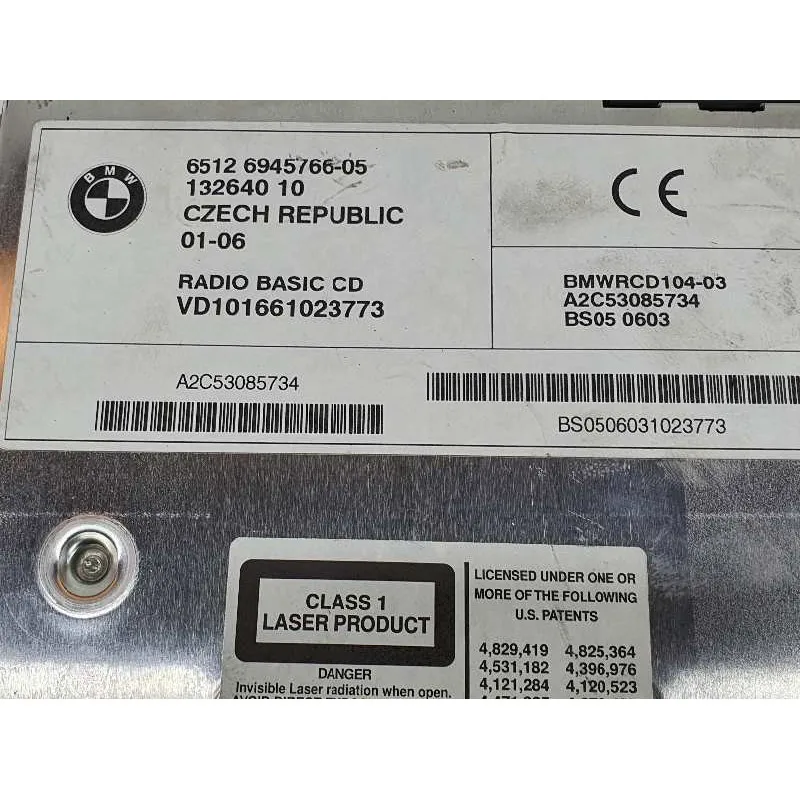 BMW
6512 6945766-05
132640 10
CZECH REPUBLIC
01-06
RADIO BASIC CD
VD101661023773
CE
BMWRCD104-03
A2C53085734
BS05 0603
A2C53085734
BS0506031023773
CLASS 1
LASER PRODUCT
DANGER
Invisible Laser radiation when open.
AVOID DIRECT
LICENSED UNDER ONE OR
MORE OF THE FOLLOWING
U.S. PATENTS
4,829,419 4,825,364
4,531,182 4,396,976
4,121,284 4,120,523